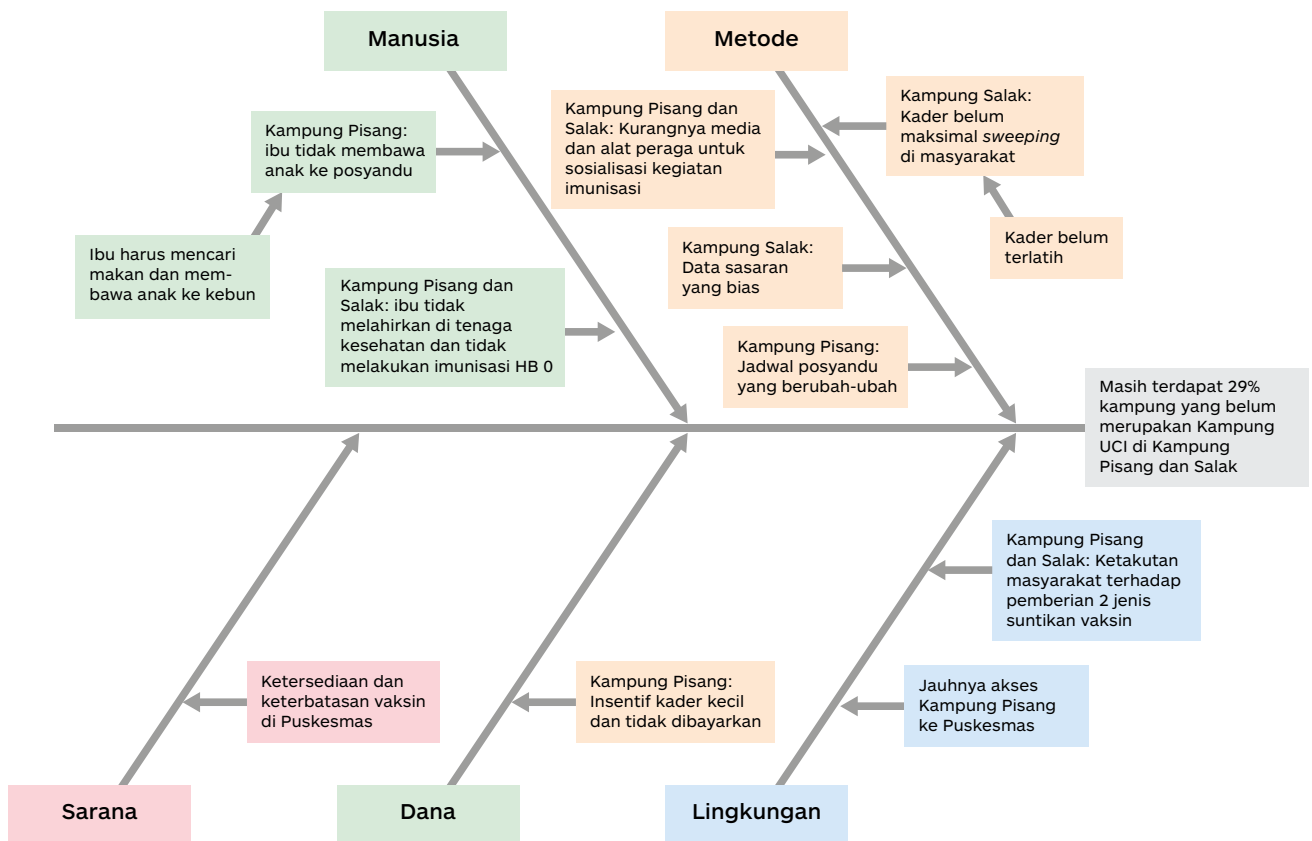 Manusia
Metode
Kampung Pisang:
ibu tidak membawa
anak ke posyandu
Ibu harus mencari
makan dan mem-
bawa anak ke kebun
Kampung Pisang dan
Salak: ibu tidak
melahirkan di tenaga
kesehatan dan tidak
melakukan imunisasi HB 0
Kampung Pisang dan
Salak: Kurangnya media
dan alat peraga untuk
sosialisasi kegiatan
imunisasi
Kampung Salak:
Kader belum
maksimal sweeping
di masyarakat
Kader belum
terlatih
Kampung Salak:
Data sasaran
yang bias
Kampung Pisang:
Jadwal posyandu
yang berubah-ubah
Masih terdapat 29%
kampung yang belum
merupakan Kampung
UCI di Kampung
Pisang dan Salak
Kampung Pisang
dan Salak: Ketakutan
masyarakat terhadap
pemberian 2 jenis
suntikan vaksin
Ketersediaan dan
keterbatasan vaksin
di Puskesmas
Kampung Pisang:
Insentif kader kecil
dan tidak dibayarkan
Jauhnya akses
Kampung Pisang
ke Puskesmas
Sarana
Dana
Lingkungan